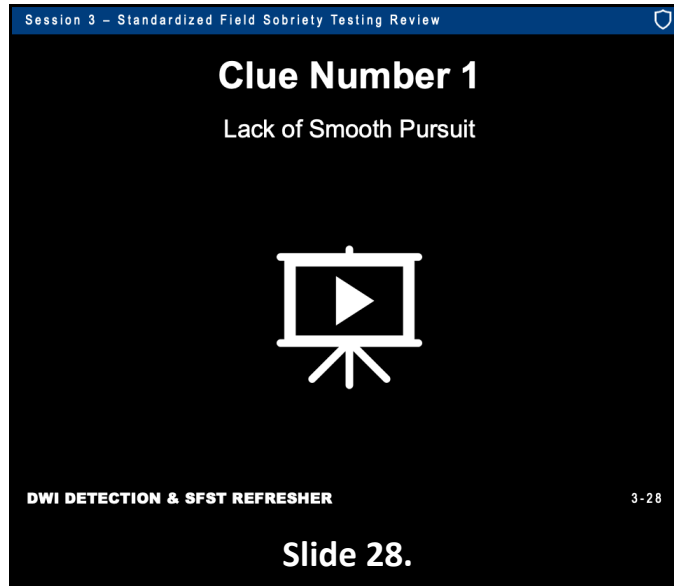 Session 3 – Standardized Field Sobriety Testing Review
Clue Number 1
Lack of Smooth Pursuit
DWI DETECTION & SFST REFRESHER 3-28
Slide 28.